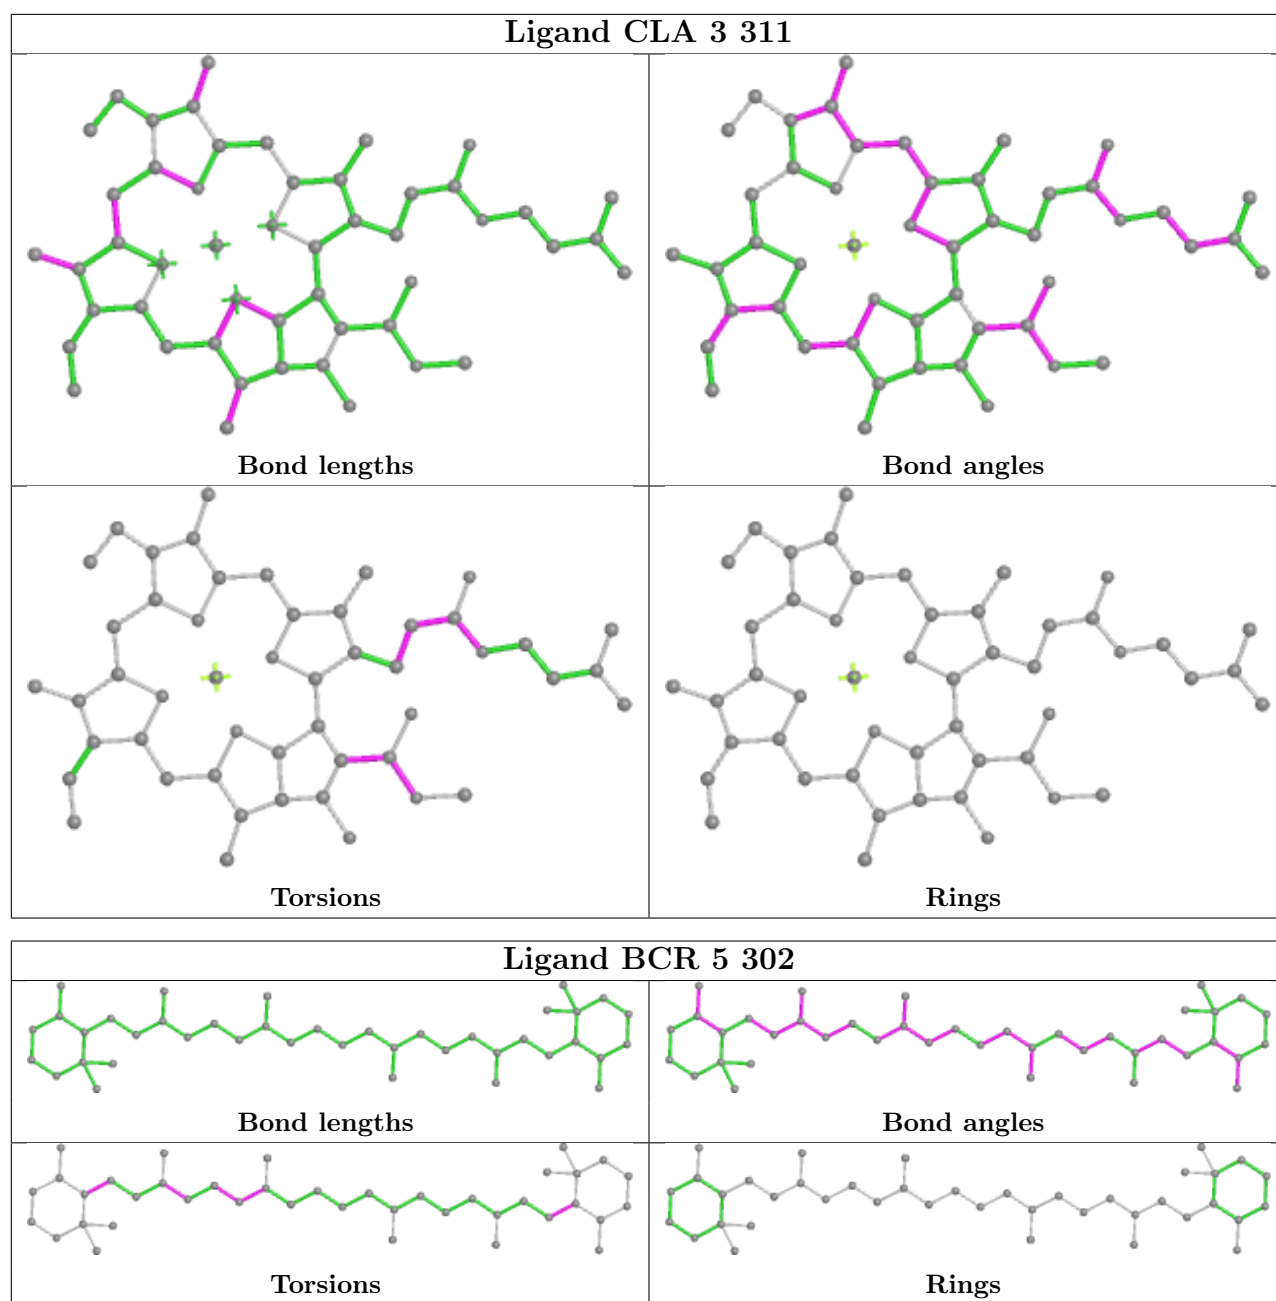 Ligand CLA 3 311
Bond lengths
Bond angles
Torsions
Rings
Ligand BCR 5 302
Bond lengths
Bond angles
Torsions
Rings